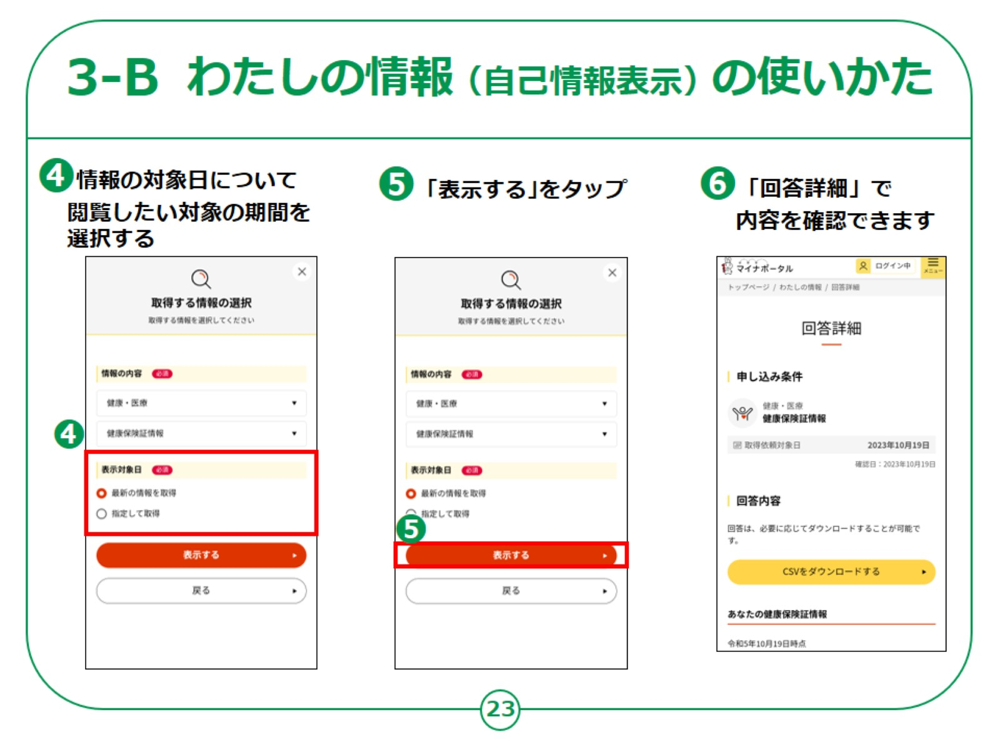 3-B わたしの情報（自己情報表示）の使いかた
4 情報の対象日について
閲覧したい対象の期間を
選択する
取得する情報の選択
取得する情報を選択してください
情報の内容 必須
健康・医療
健康保険証情報
4
表示対象日 必須
最新の情報を取得
指定して取得
表示する
戻る
5 「表示する」をタップ
取得する情報の選択
取得する情報を選択してください
情報の内容 必須
健康・医療
健康保険証情報
表示対象日 必須
最新の情報を取得
指定して取得
5
表示する
戻る
6 「回答詳細」で
内容を確認できます
マイナポータル ログイン中 メニュー
トップページ / わたしの情報 / 回答詳細
回答詳細
申し込み条件
健康・医療
健康保険証情報
取得依頼対象日 2023年10月19日
確認日：2023年10月19日
回答内容
回答は、必要に応じてダウンロードすることが可能で
す。
CSVをダウンロードする
あなたの健康保険証情報
令和5年10月19日時点
23